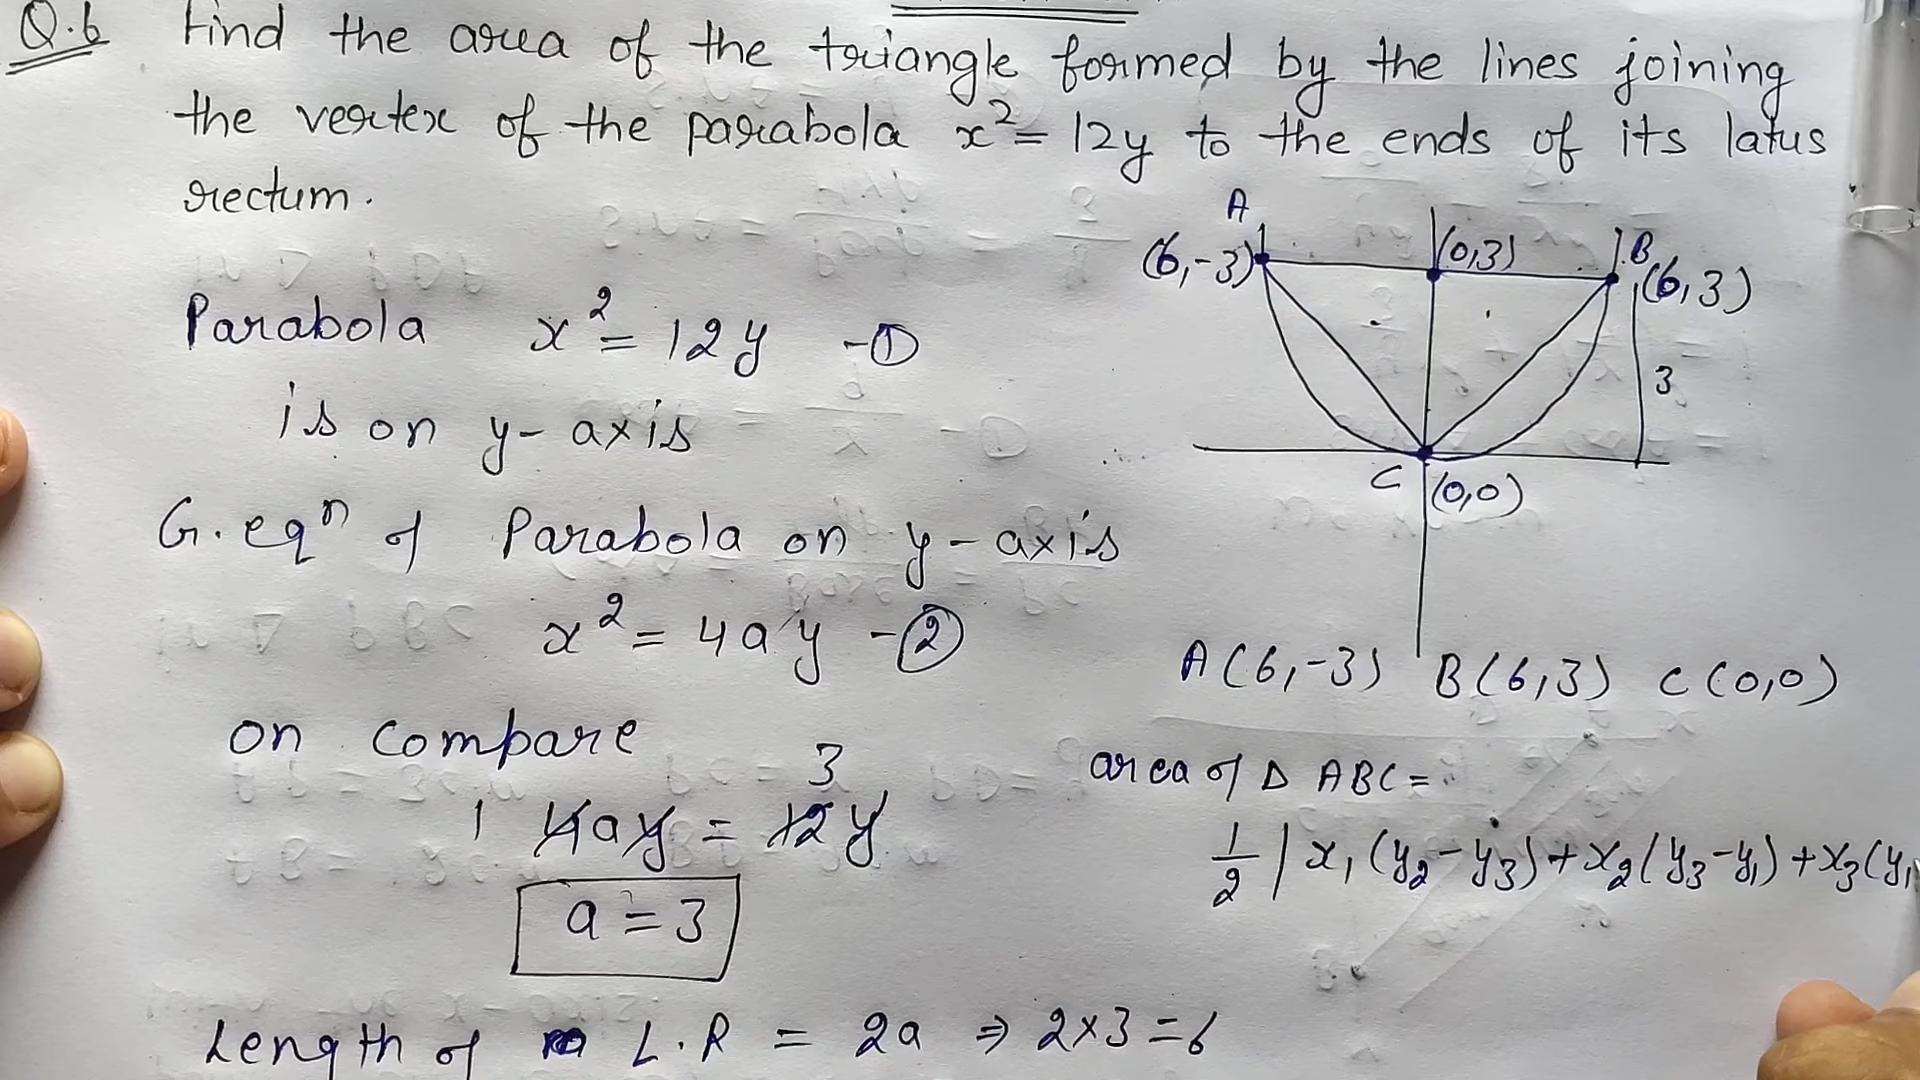 Q.6 Find the area of the triangle formed by the lines joining
the vertex of the parabola x² = 12y to the ends of its latus
rectum.
Parabola x² = 12y -①
is on y-axis
G. eqⁿ of Parabola on y-axis
x² = 4ay -②
on compare
3
1 4ay = 12y
a = 3
Length of L.R = 2a ⇒ 2×3 = 6
A
(6,-3)
(0,3)
B
(6,3)
3
C (0,0)
A(6,-3) B(6,3) C(0,0)
area of Δ ABC =
1/2 | x₁(y₂-y₃)+x₂(y₃-y₁)+x₃(y₁